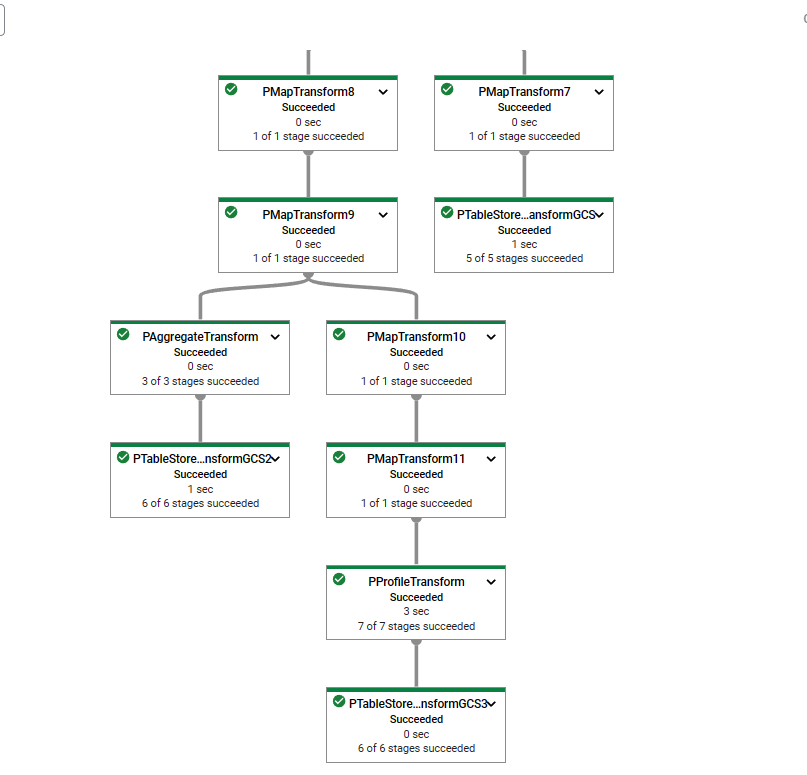 PMapTransform8
Succeeded
0 sec
1 of 1 stage succeeded
PMapTransform7
Succeeded
0 sec
1 of 1 stage succeeded
PMapTransform9
Succeeded
0 sec
1 of 1 stage succeeded
PTableStore...ansformGCS
Succeeded
1 sec
5 of 5 stages succeeded
PAggregateTransform
Succeeded
0 sec
3 of 3 stages succeeded
PMapTransform10
Succeeded
0 sec
1 of 1 stage succeeded
PTableStore...nsformGCS2
Succeeded
1 sec
6 of 6 stages succeeded
PMapTransform11
Succeeded
0 sec
1 of 1 stage succeeded
PProfileTransform
Succeeded
3 sec
7 of 7 stages succeeded
PTableStore...nsformGCS3
Succeeded
0 sec
6 of 6 stages succeeded